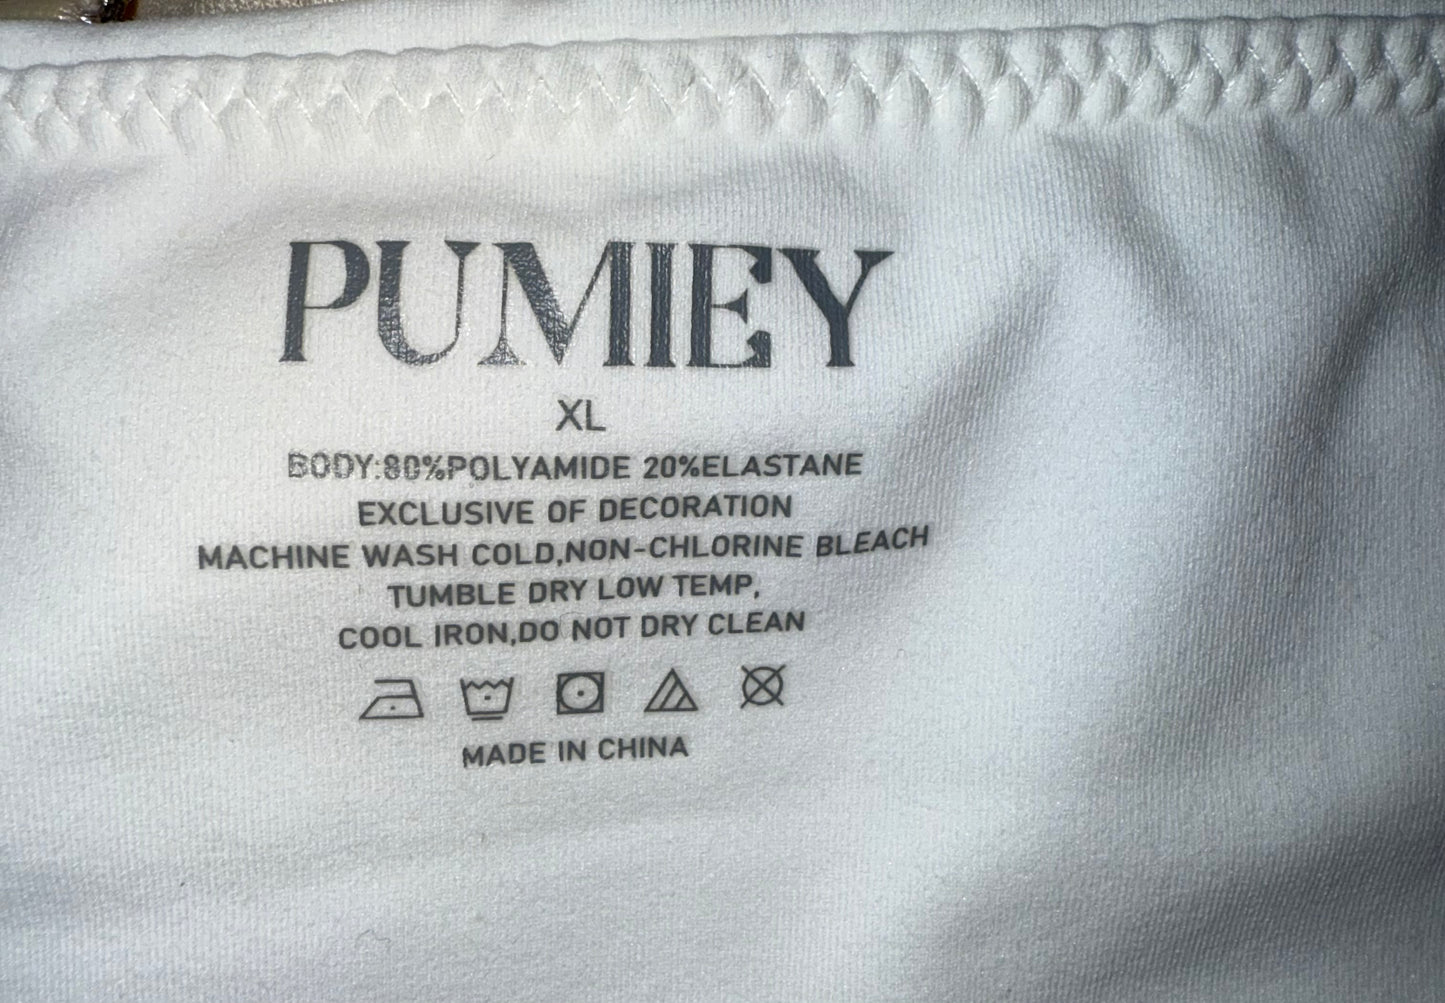 PUMIEY
XL
BODY:80%POLYAMIDE 20%ELASTANE
EXCLUSIVE OF DECORATION
MACHINE WASH COLD,NON-CHLORINE BLEACH
TUMBLE DRY LOW TEMP,
COOL IRON,DO NOT DRY CLEAN
MADE IN CHINA